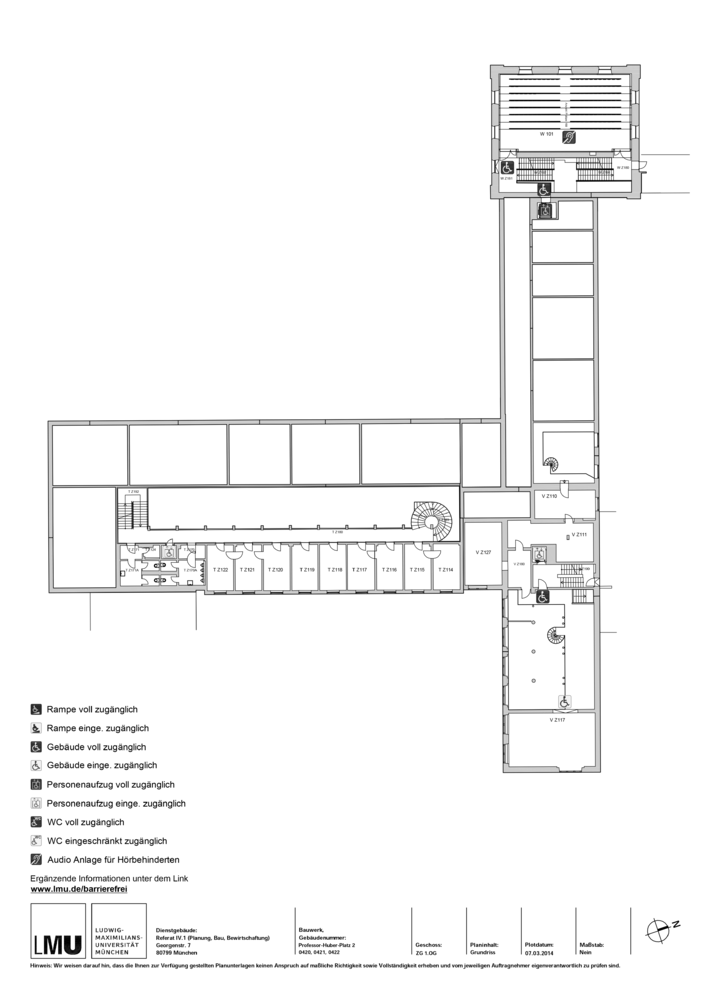 W 101
W Z107
W Z199
V Z110
V Z111
T Z192
T Z190
V Z127
T Z122
T Z121
T Z120
T Z119
T Z118
T Z117
T Z116
T Z115
T Z114
V Z117
Rampe voll zugänglich
Rampe einge. zugänglich
Gebäude voll zugänglich
Gebäude einge. zugänglich
Personenaufzug voll zugänglich
Personenaufzug einge. zugänglich
WC voll zugänglich
WC eingeschränkt zugänglich
Audio Anlage für Hörbehinderten
Ergänzende Informationen unter dem Link
www.lmu.de/barrierefrei
LMU
LUDWIG-
MAXIMILIANS-
UNIVERSITÄT
MÜNCHEN
Dienstgebäude:
Referat IV.1 (Planung, Bau, Bewirtschaftung)
Georgenstr. 7
80799 München
Bauwerk,
Gebäudenummer:
Professor-Huber-Platz 2
0420, 0421, 0422
Geschoss:
ZG 1.OG
Planinhalt:
Grundriss
Plotdatum:
07.03.2014
Maßstab:
Nein
N
Hinweis: Wir weisen darauf hin, dass die Ihnen zur Verfügung gestellten Planunterlagen keinen Anspruch auf maßliche Richtigkeit sowie Vollständigkeit erheben und vom jeweiligen Auftragnehmer eigenverantwortlich zu prüfen sind.